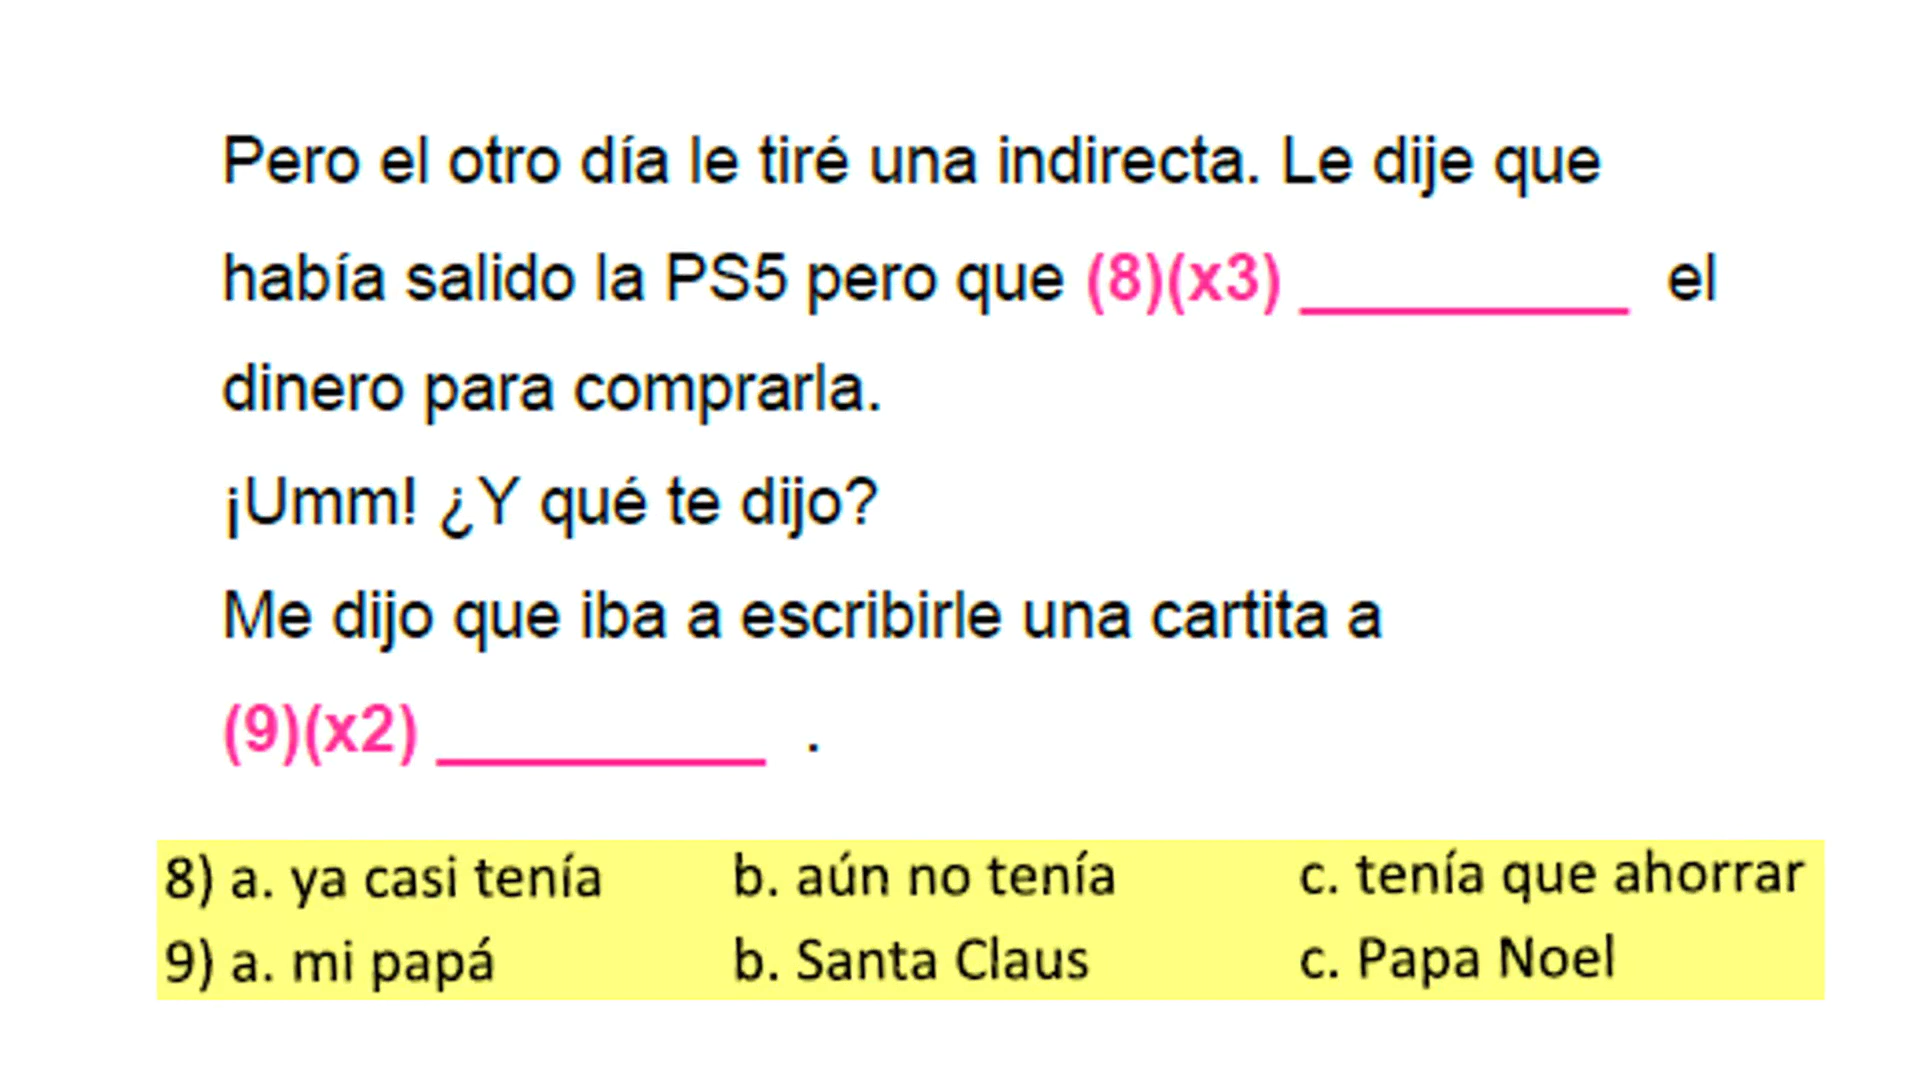 Pero el otro día le tiré una indirecta. Le dije que
había salido la PS5 pero que (8)(x3) __________ el
dinero para comprarla.
¡Umm! ¿Y qué te dijo?
Me dijo que iba a escribirle una cartita a
(9)(x2) __________ .
8) a. ya casi tenía b. aún no tenía c. tenía que ahorrar
9) a. mi papá b. Santa Claus c. Papa Noel